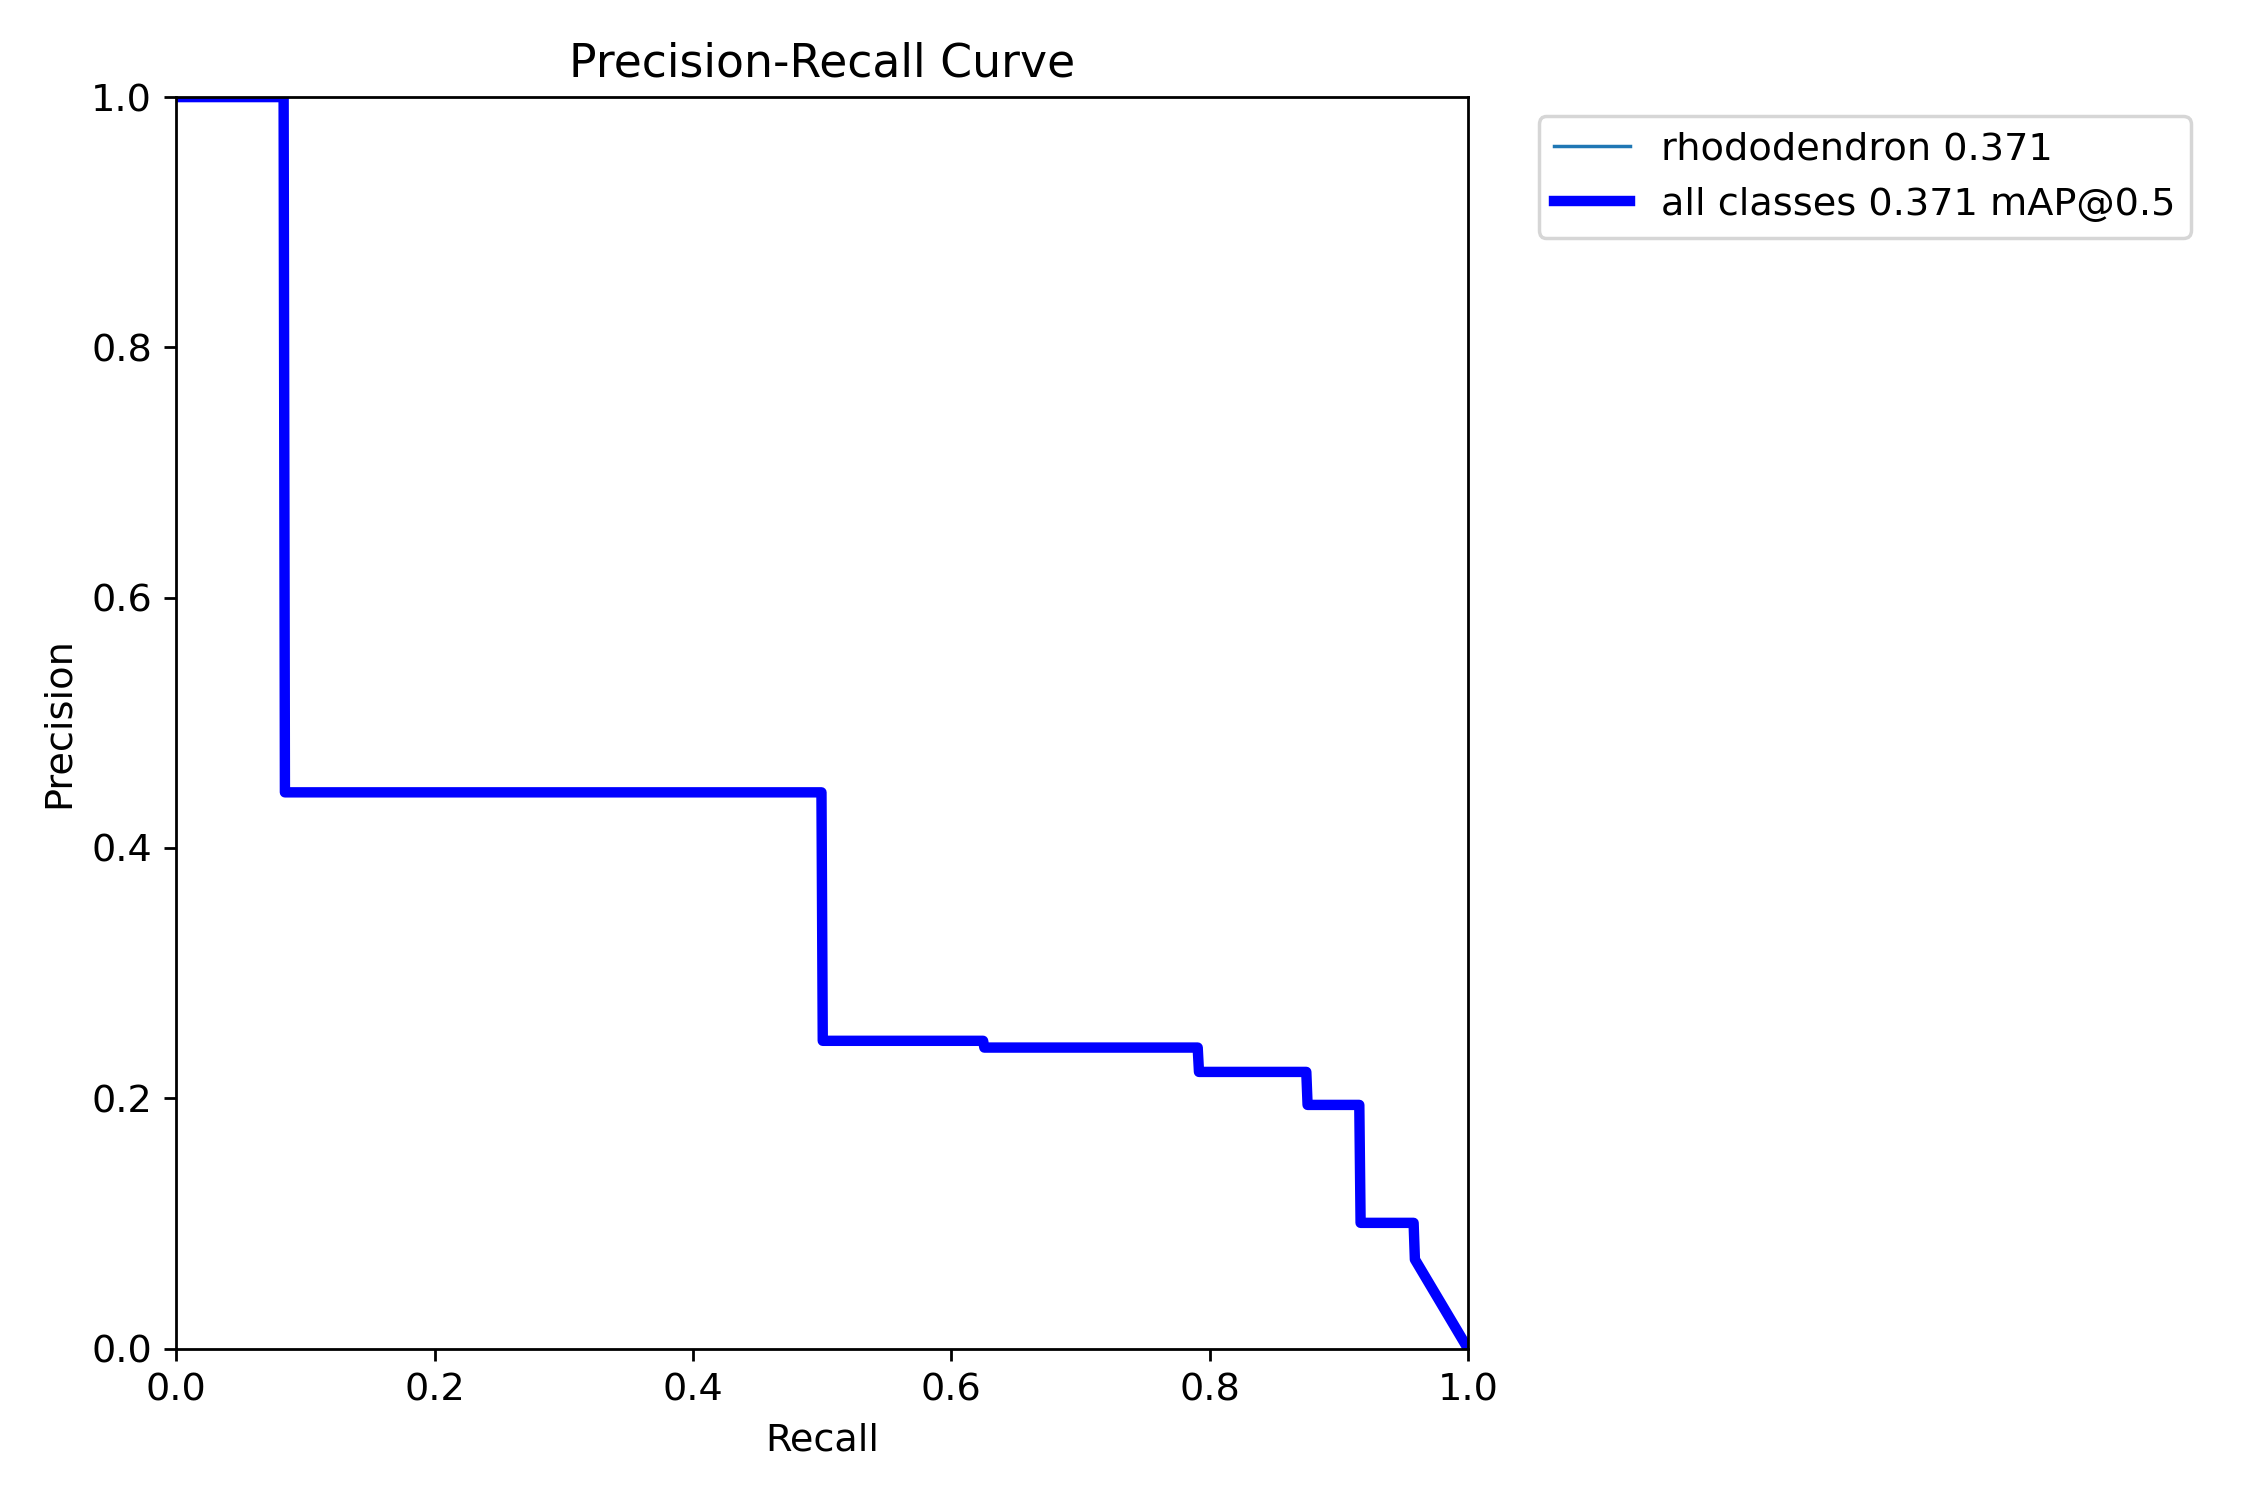 Precision-Recall Curve
1.0
0.8
0.6
0.4
0.2
0.0
Precision
0.0 0.2 0.4 0.6 0.8 1.0
Recall
rhododendron 0.371
all classes 0.371 mAP@0.5